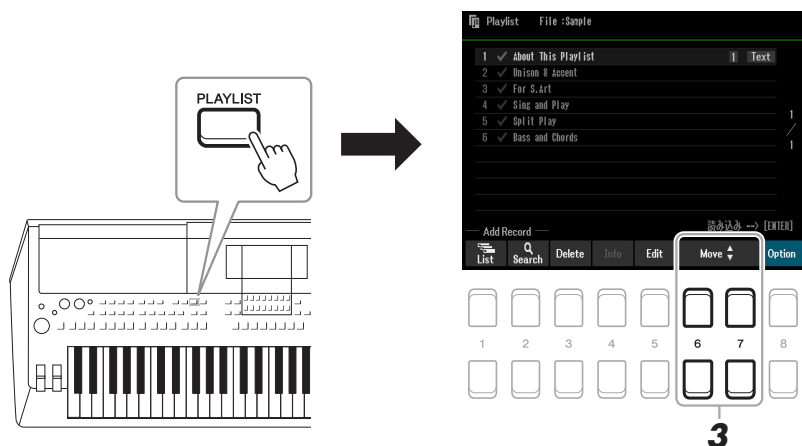 PLAYLIST
Playlist File :Sample
1 ✓ About This Playlist 1 Text
2 ✓ Unison & Accent
3 ✓ For S.Art
4 ✓ Sing and Play
5 ✓ Split Play
6 ✓ Bass and Chords
1
/
1
読み込み --> [ENTER]
Add Record
List Search Delete Info Edit Move Option
1 2 3 4 5 6 7 8
3